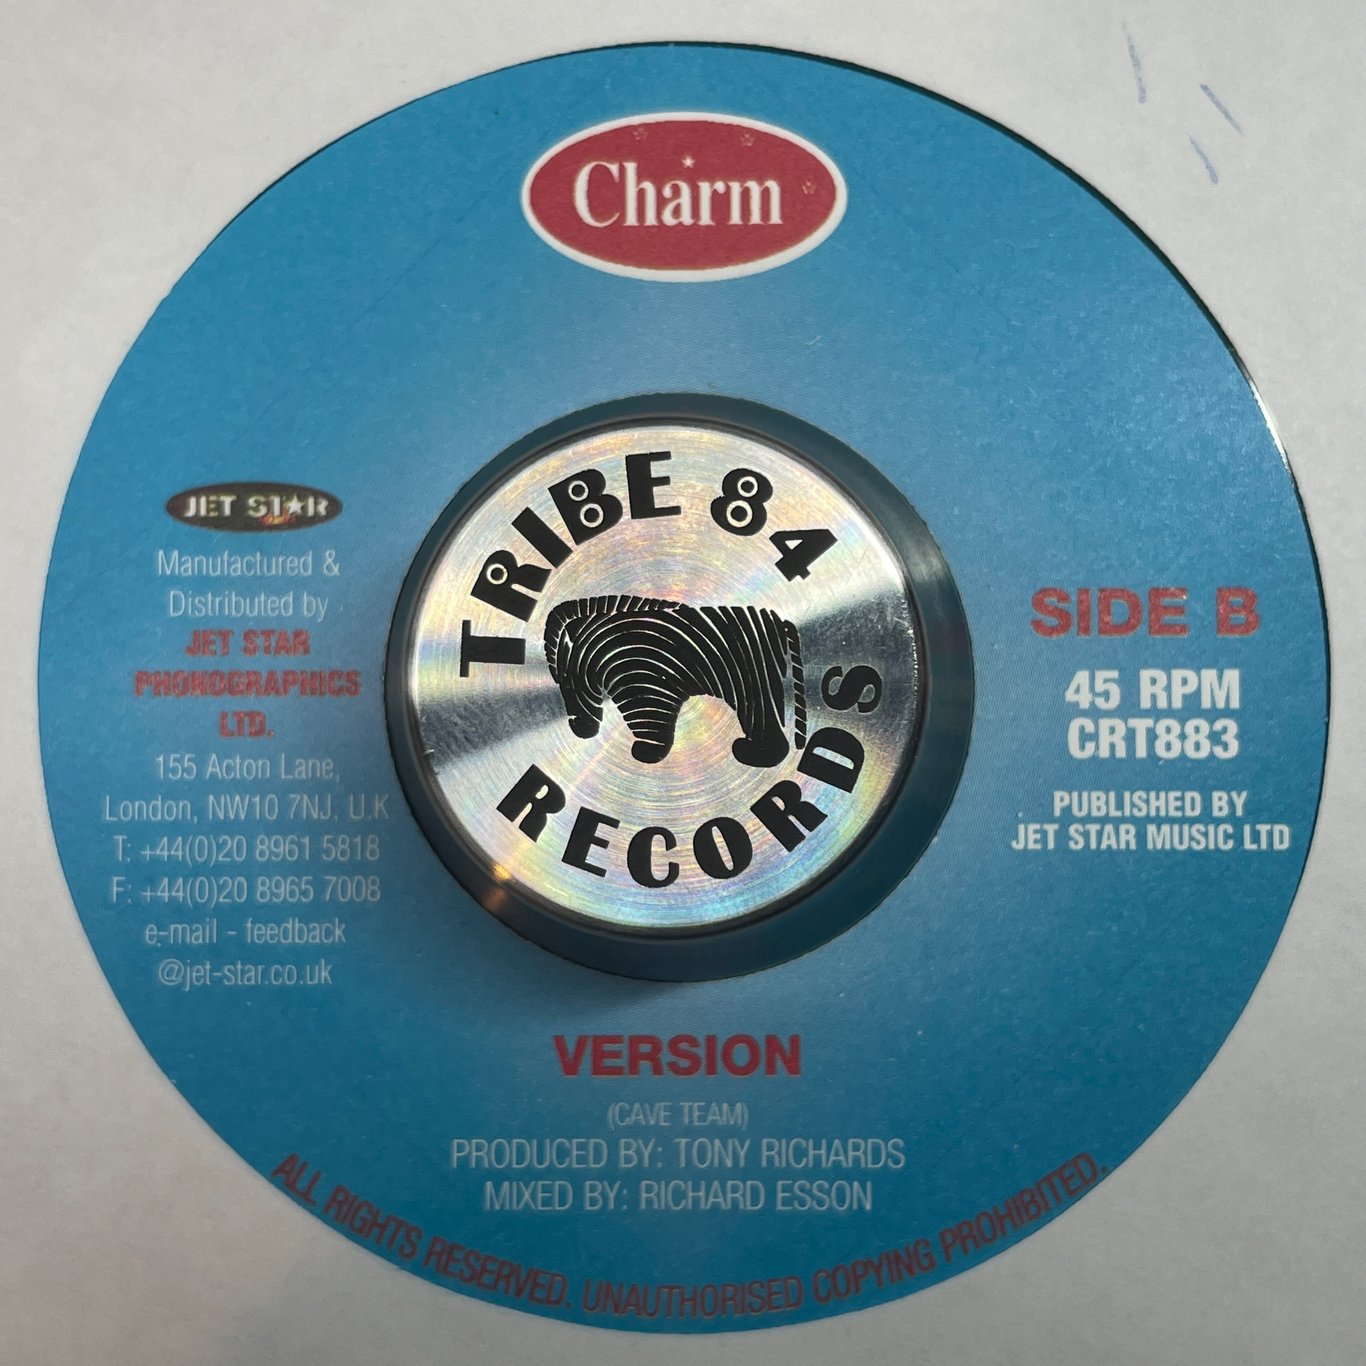 Charm
TRIBE 84
RECORDS
JET STAR
Manufactured &
Distributed by
JET STAR
PHONOGRAPHICS
LTD.
155 Acton Lane,
London, NW10 7NJ, U.K
T: +44(0)20 8961 5818
F: +44(0)20 8965 7008
e-mail - feedback
@jet-star.co.uk
SIDE B
45 RPM
CRT883
PUBLISHED BY
JET STAR MUSIC LTD
VERSION
(CAVE TEAM)
PRODUCED BY: TONY RICHARDS
MIXED BY: RICHARD ESSON
ALL RIGHTS RESERVED. UNAUTHORISED COPYING PROHIBITED.